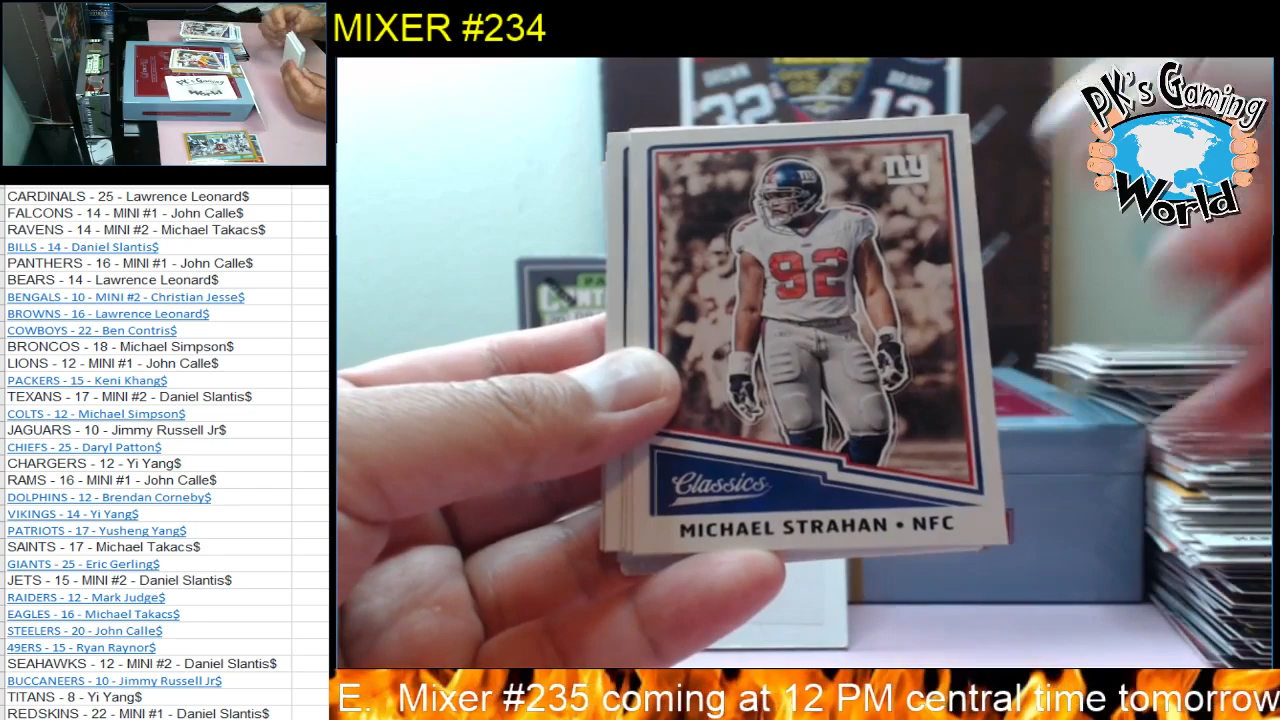 MIXER #234
CARDINALS - 25 - Lawrence Leonard$
FALCONS - 14 - MINI #1 - John Calle$
RAVENS - 14 - MINI #2 - Michael Takacs$
BILLS - 14 - Daniel Slantis$
PANTHERS - 16 - MINI #1 - John Calle$
BEARS - 14 - Lawrence Leonard$
BENGALS - 10 - MINI #2 - Christian Jesse$
BROWNS - 16 - Lawrence Leonard$
COWBOYS - 22 - Ben Contris$
BRONCOS - 18 - Michael Simpson$
LIONS - 12 - MINI #1 - John Calle$
PACKERS - 15 - Keni Khang$
TEXANS - 17 - MINI #2 - Daniel Slantis$
COLTS - 12 - Michael Simpson$
JAGUARS - 10 - Jimmy Russell Jr$
CHIEFS - 25 - Daryl Patton$
CHARGERS - 12 - Yi Yang$
RAMS - 16 - MINI #1 - John Calle$
DOLPHINS - 12 - Brendan Corneby$
VIKINGS - 14 - Yi Yang$
PATRIOTS - 17 - Yusheng Yang$
SAINTS - 17 - Michael Takacs$
GIANTS - 25 - Eric Gerling$
JETS - 15 - MINI #2 - Daniel Slantis$
RAIDERS - 12 - Mark Judge$
EAGLES - 16 - Michael Takacs$
STEELERS - 20 - John Calle$
49ERS - 15 - Ryan Raynor$
SEAHAWKS - 12 - MINI #2 - Daniel Slantis$
BUCCANEERS - 10 - Jimmy Russell Jr$
TITANS - 8 - Yi Yang$
REDSKINS - 22 - MINI #1 - Daniel Slantis$
PK's Gaming
World
BROWN
32
BRADY
12
ny
92
Classics
MICHAEL STRAHAN • NFC
E. Mixer #235 coming at 12 PM central time tomorrow